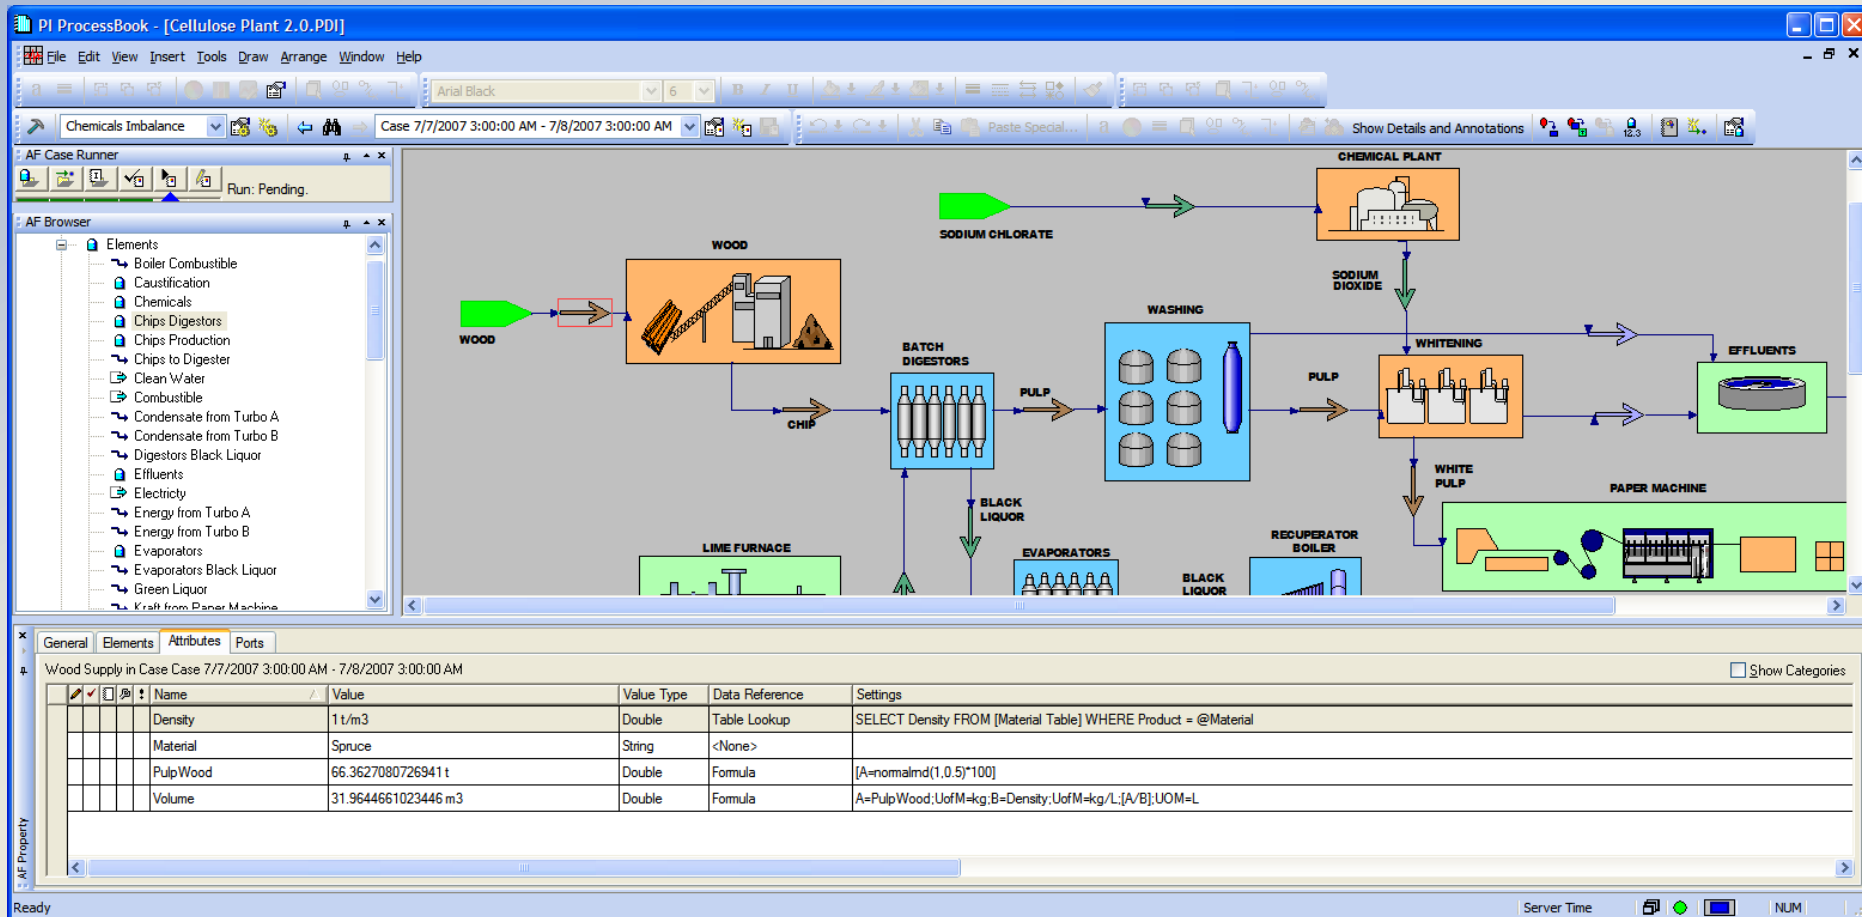 PI ProcessBook - [Cellulose Plant 2.0.PDI]
File Edit View Insert Tools Draw Arrange Window Help
Arial Black 6 B I U
Chemicals Imbalance Case 7/7/2007 3:00:00 AM - 7/8/2007 3:00:00 AM Paste Special... Show Details and Annotations 12.3
AF Case Runner
Run: Pending.
AF Browser
Elements
Boiler Combustible
Caustification
Chemicals
Chips Digestors
Chips Production
Chips to Digester
Clean Water
Combustible
Condensate from Turbo A
Condensate from Turbo B
Digestors Black Liquor
Effluents
Electricty
Energy from Turbo A
Energy from Turbo B
Evaporators
Evaporators Black Liquor
Green Liquor
Kraft from Paper Machine
CHEMICAL PLANT
SODIUM CHLORATE
WOOD
SODIUM
DIOXIDE
WASHING
WOOD
BATCH
DIGESTORS
WHITENING
EFFLUENTS
PULP
PULP
CHIP
WHITE
PULP
PAPER MACHINE
BLACK
LIQUOR
RECUPERATOR
BOILER
LIME FURNACE
EVAPORATORS
BLACK
LIQUOR
General Elements Attributes Ports
Wood Supply in Case Case 7/7/2007 3:00:00 AM - 7/8/2007 3:00:00 AM Show Categories
Name Value Value Type Data Reference Settings
Density 1 t/m3 Double Table Lookup SELECT Density FROM [Material Table] WHERE Product = @Material
Material Spruce String <None>
PulpWood 66.3627080726941 t Double Formula [A=normalrnd(1,0.5)*100]
Volume 31.9644661023446 m3 Double Formula A=PulpWood;UofM=kg;B=Density;UofM=kg/L;[A/B];UOM=L
AF Property
Ready Server Time NUM